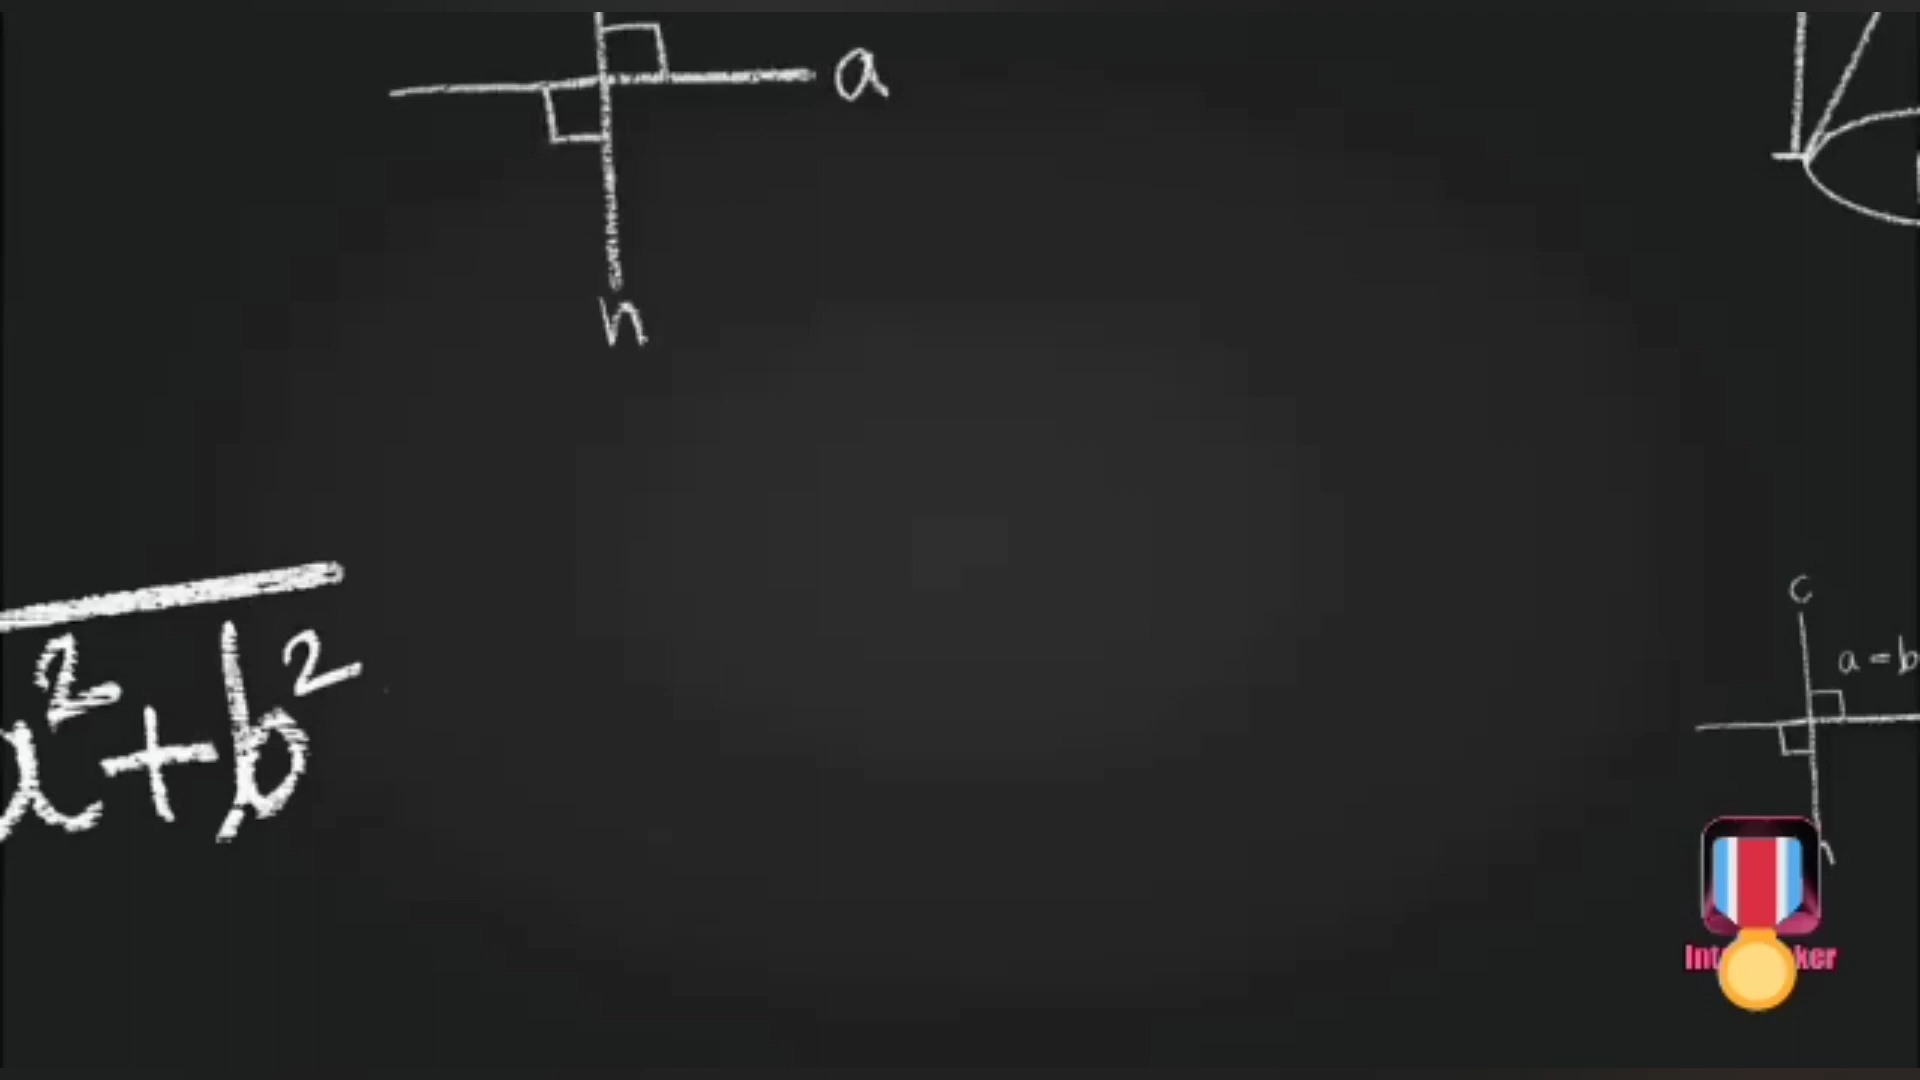 a
n
c
a = b
a²+b²